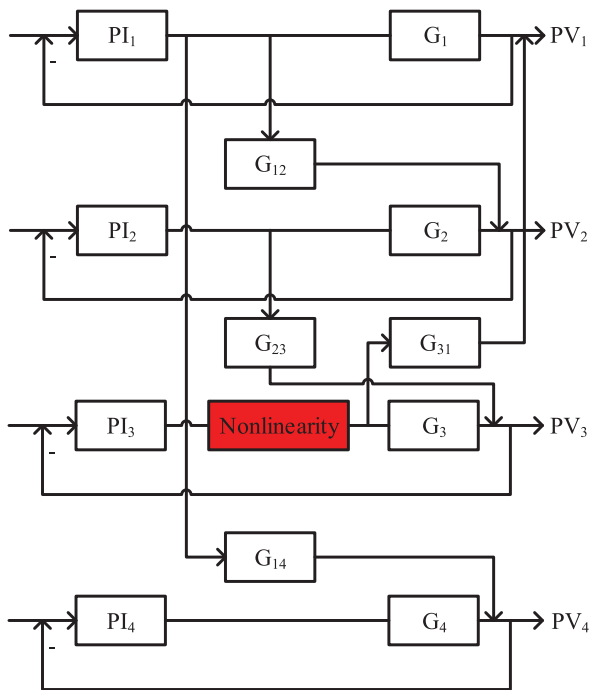 PI₁ G₁ PV₁
-
G₁₂
PI₂ G₂ PV₂
-
G₂₃ G₃₁
PI₃ Nonlinearity G₃ PV₃
-
G₁₄
PI₄ G₄ PV₄
-